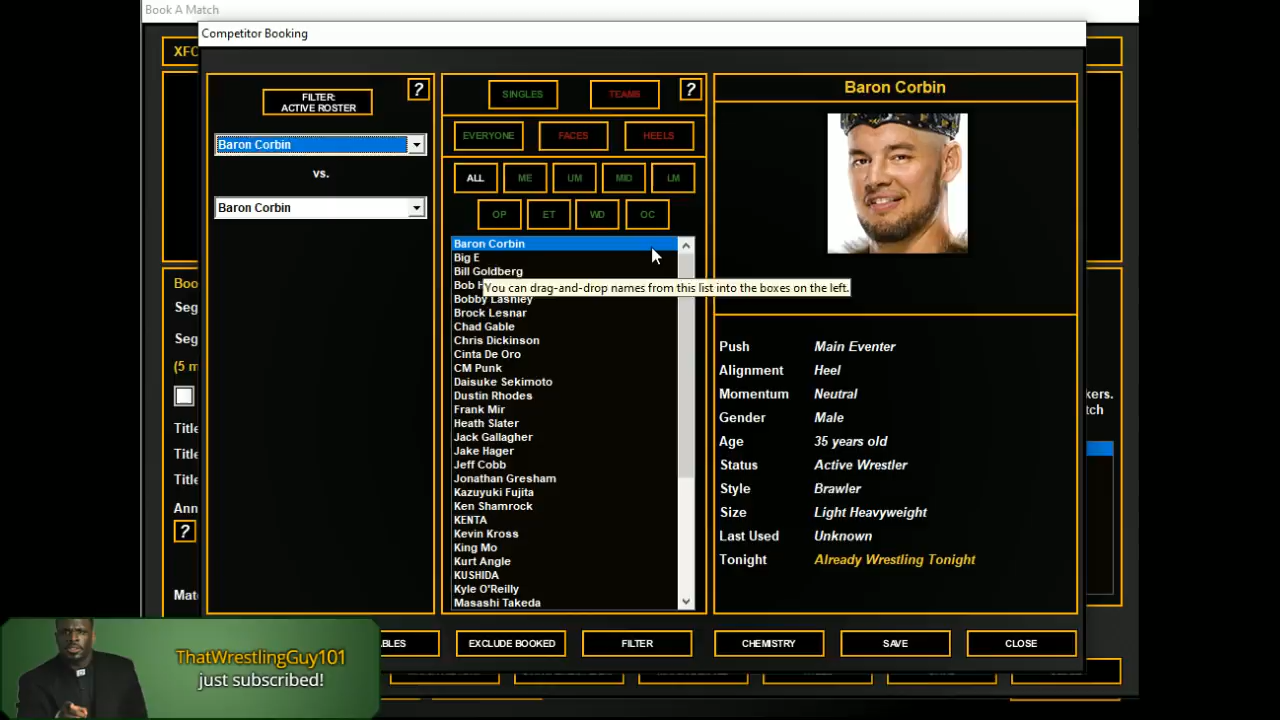 Book A Match
Competitor Booking
XFC
FILTER:
ACTIVE ROSTER
?
Baron Corbin
vs.
Baron Corbin
SINGLES
TEAMS
?
EVERYONE
FACES
HEELS
ALL
ME
UM
MID
LM
OP
ET
WD
OC
Baron Corbin
Big E
Bill Goldberg
Bob H
You can drag-and-drop names from this list into the boxes on the left.
Bobby Lashley
Brock Lesnar
Chad Gable
Chris Dickinson
Cinta De Oro
CM Punk
Daisuke Sekimoto
Dustin Rhodes
Frank Mir
Heath Slater
Jack Gallagher
Jake Hager
Jeff Cobb
Jonathan Gresham
Kazuyuki Fujita
Ken Shamrock
KENTA
Kevin Kross
King Mo
Kurt Angle
KUSHIDA
Kyle O'Reilly
Masashi Takeda
Baron Corbin
Push Main Eventer
Alignment Heel
Momentum Neutral
Gender Male
Age 35 years old
Status Active Wrestler
Style Brawler
Size Light Heavyweight
Last Used Unknown
Tonight Already Wrestling Tonight
Boo
Seg
Seg
(5 m
Title
Title
Title
Ann
?
Mat
kers.
tch
BLES
EXCLUDE BOOKED
FILTER
CHEMISTRY
SAVE
CLOSE
ThatWrestlingGuy101
just subscribed!